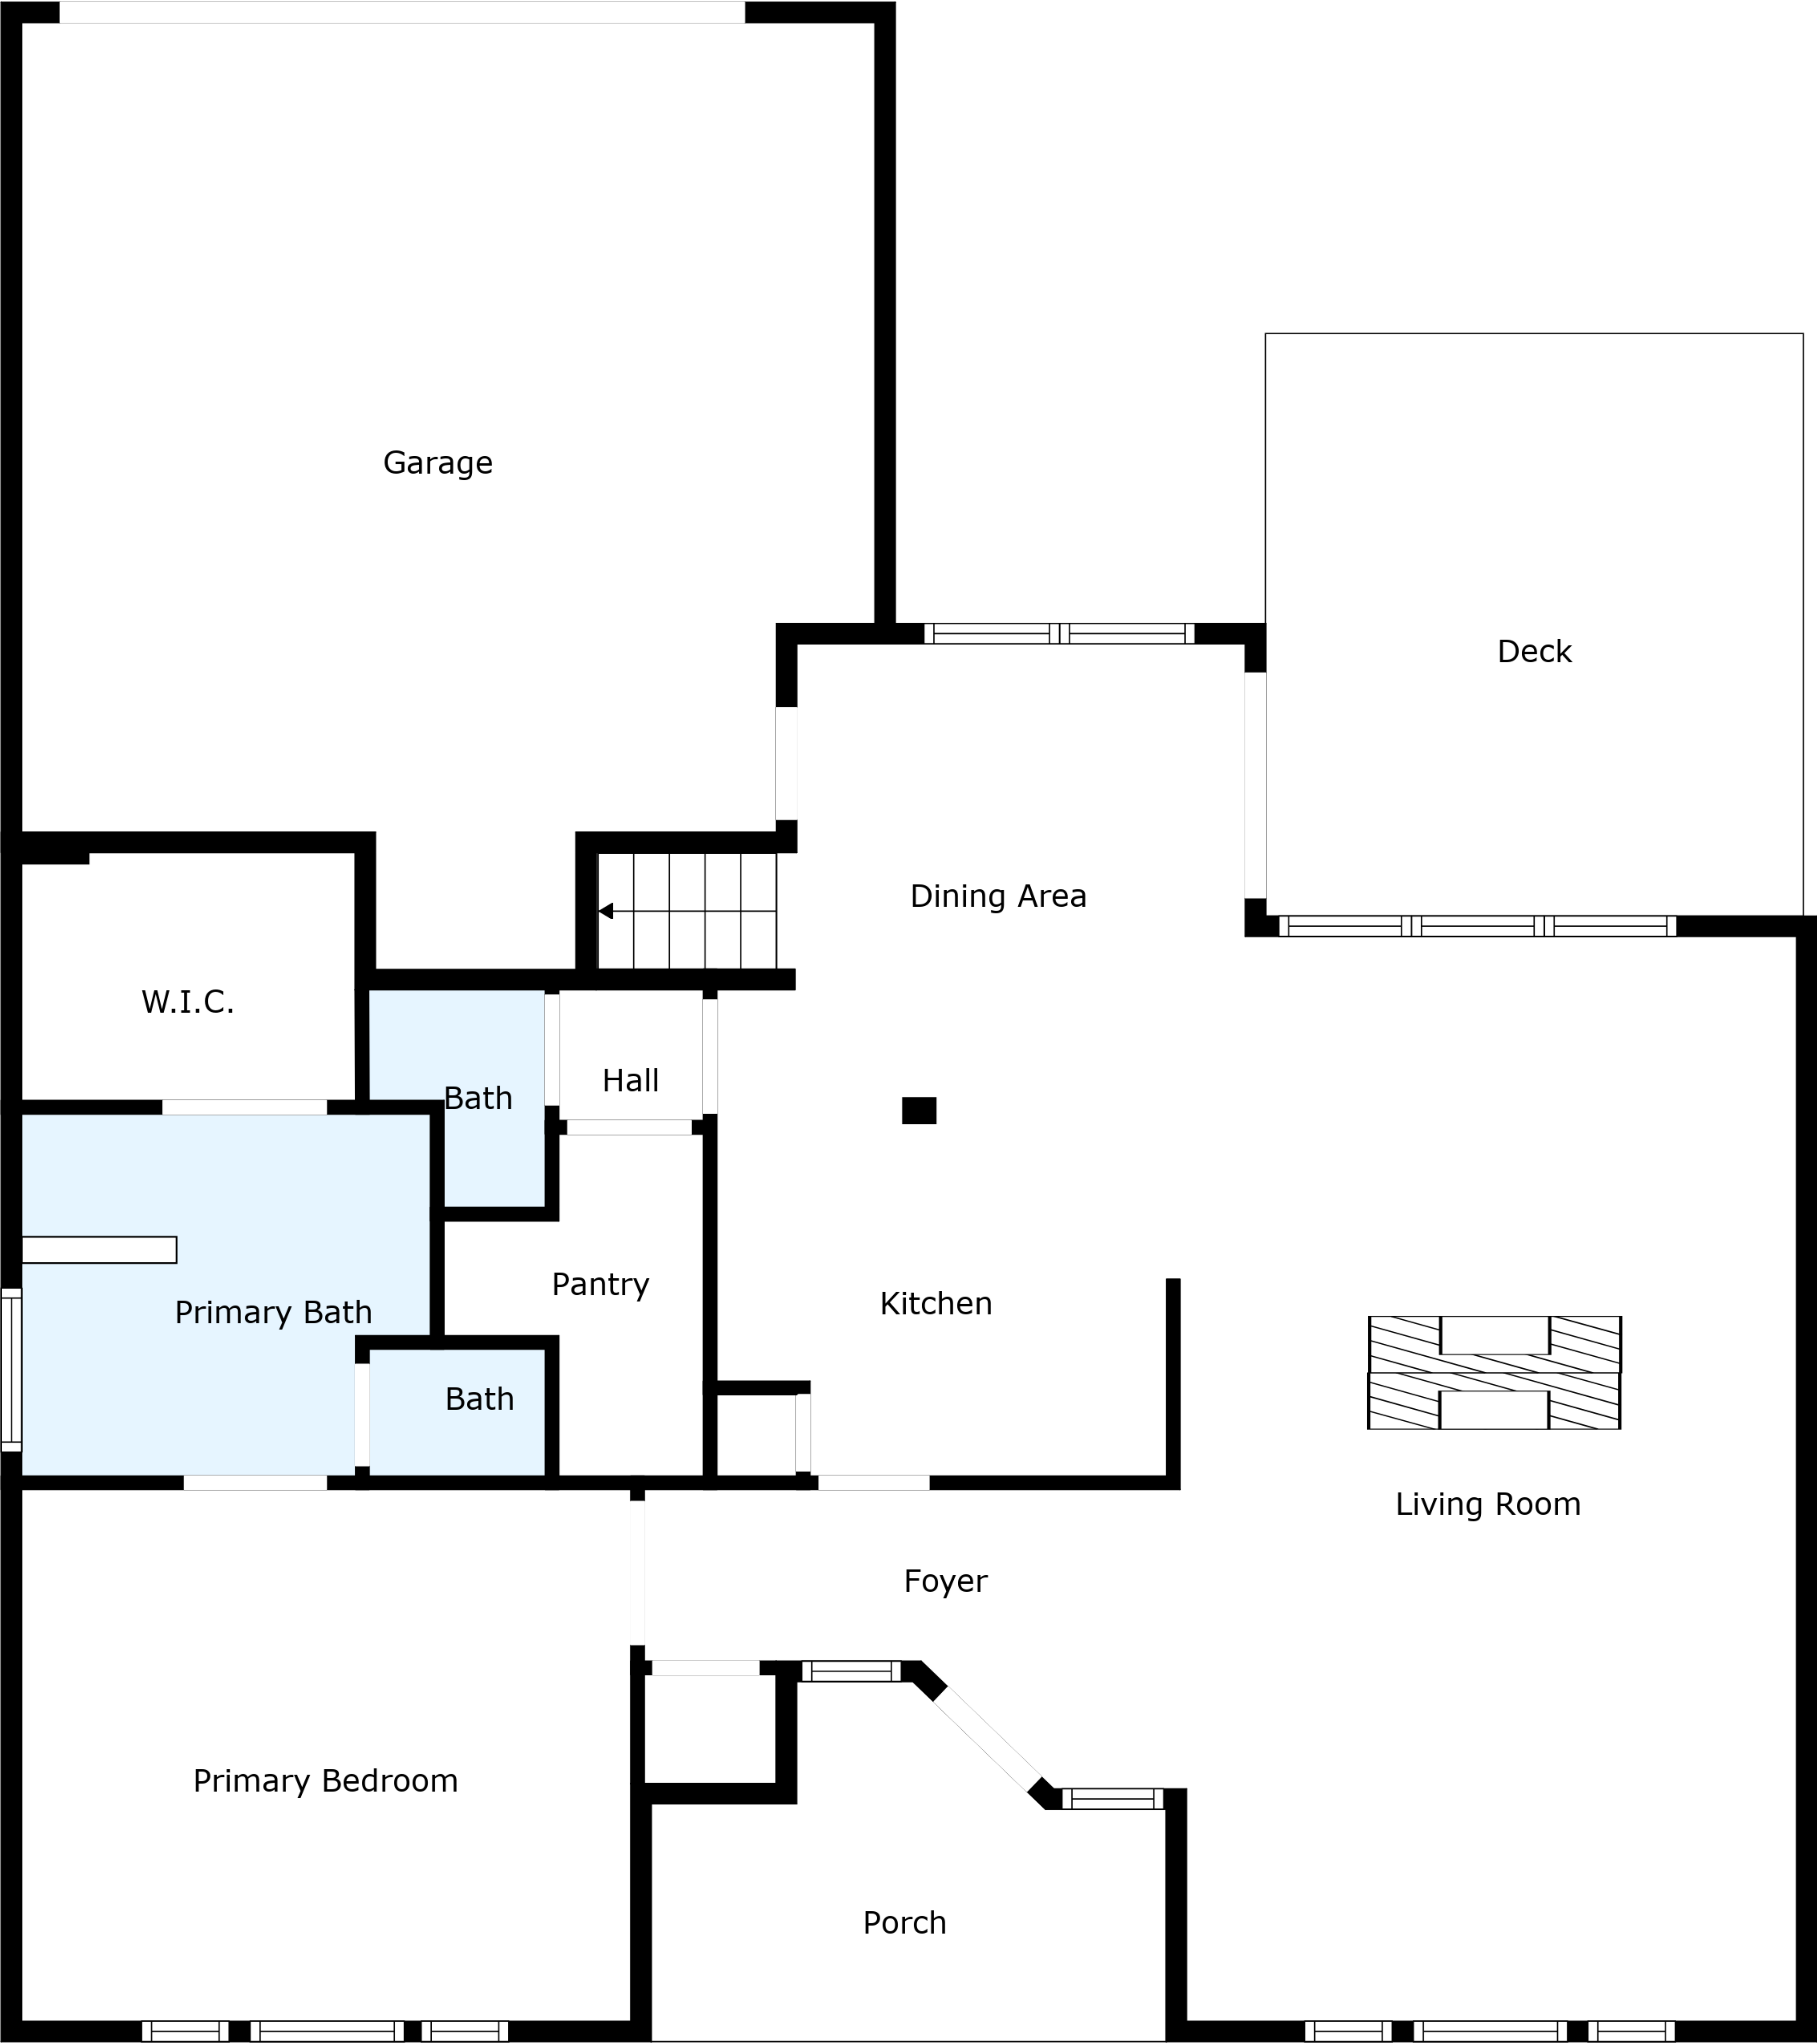 Garage
Deck
Dining Area
W.I.C.
Hall
Bath
Pantry
Kitchen
Primary Bath
Bath
Living Room
Foyer
Primary Bedroom
Porch